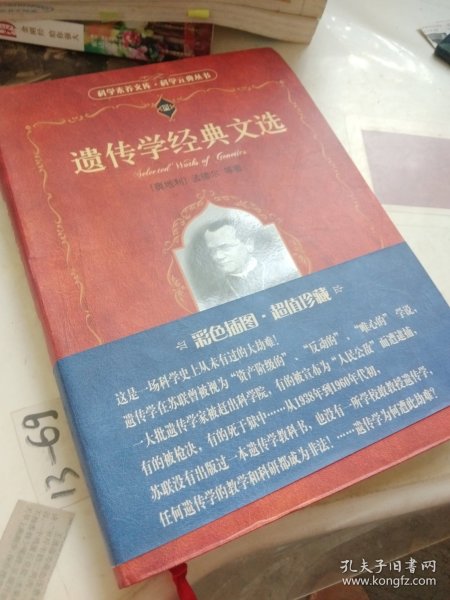 科学素养文库·科学元典丛书
遗传学经典文选
Selected Works of Genetics
[奥地利] 孟德尔 等著
彩色插图·超值珍藏
这是一场科学史上从未有过的大劫难！
遗传学在苏联曾被视为“资产阶级的”、“反动的”、“唯心的”学说，
一大批遗传学家被赶出科学院，有的被宣布为“人民公敌”而遭逮捕，
有的被枪决，有的死于狱中……从1938年到1960年代初，
苏联没有出版过一本遗传学教科书，也没有一所学校敢教授遗传学，
任何遗传学的教学和科研都成为非法！……遗传学为何遭此劫难？
13-69
孔夫子旧书网
www.kongfz.com